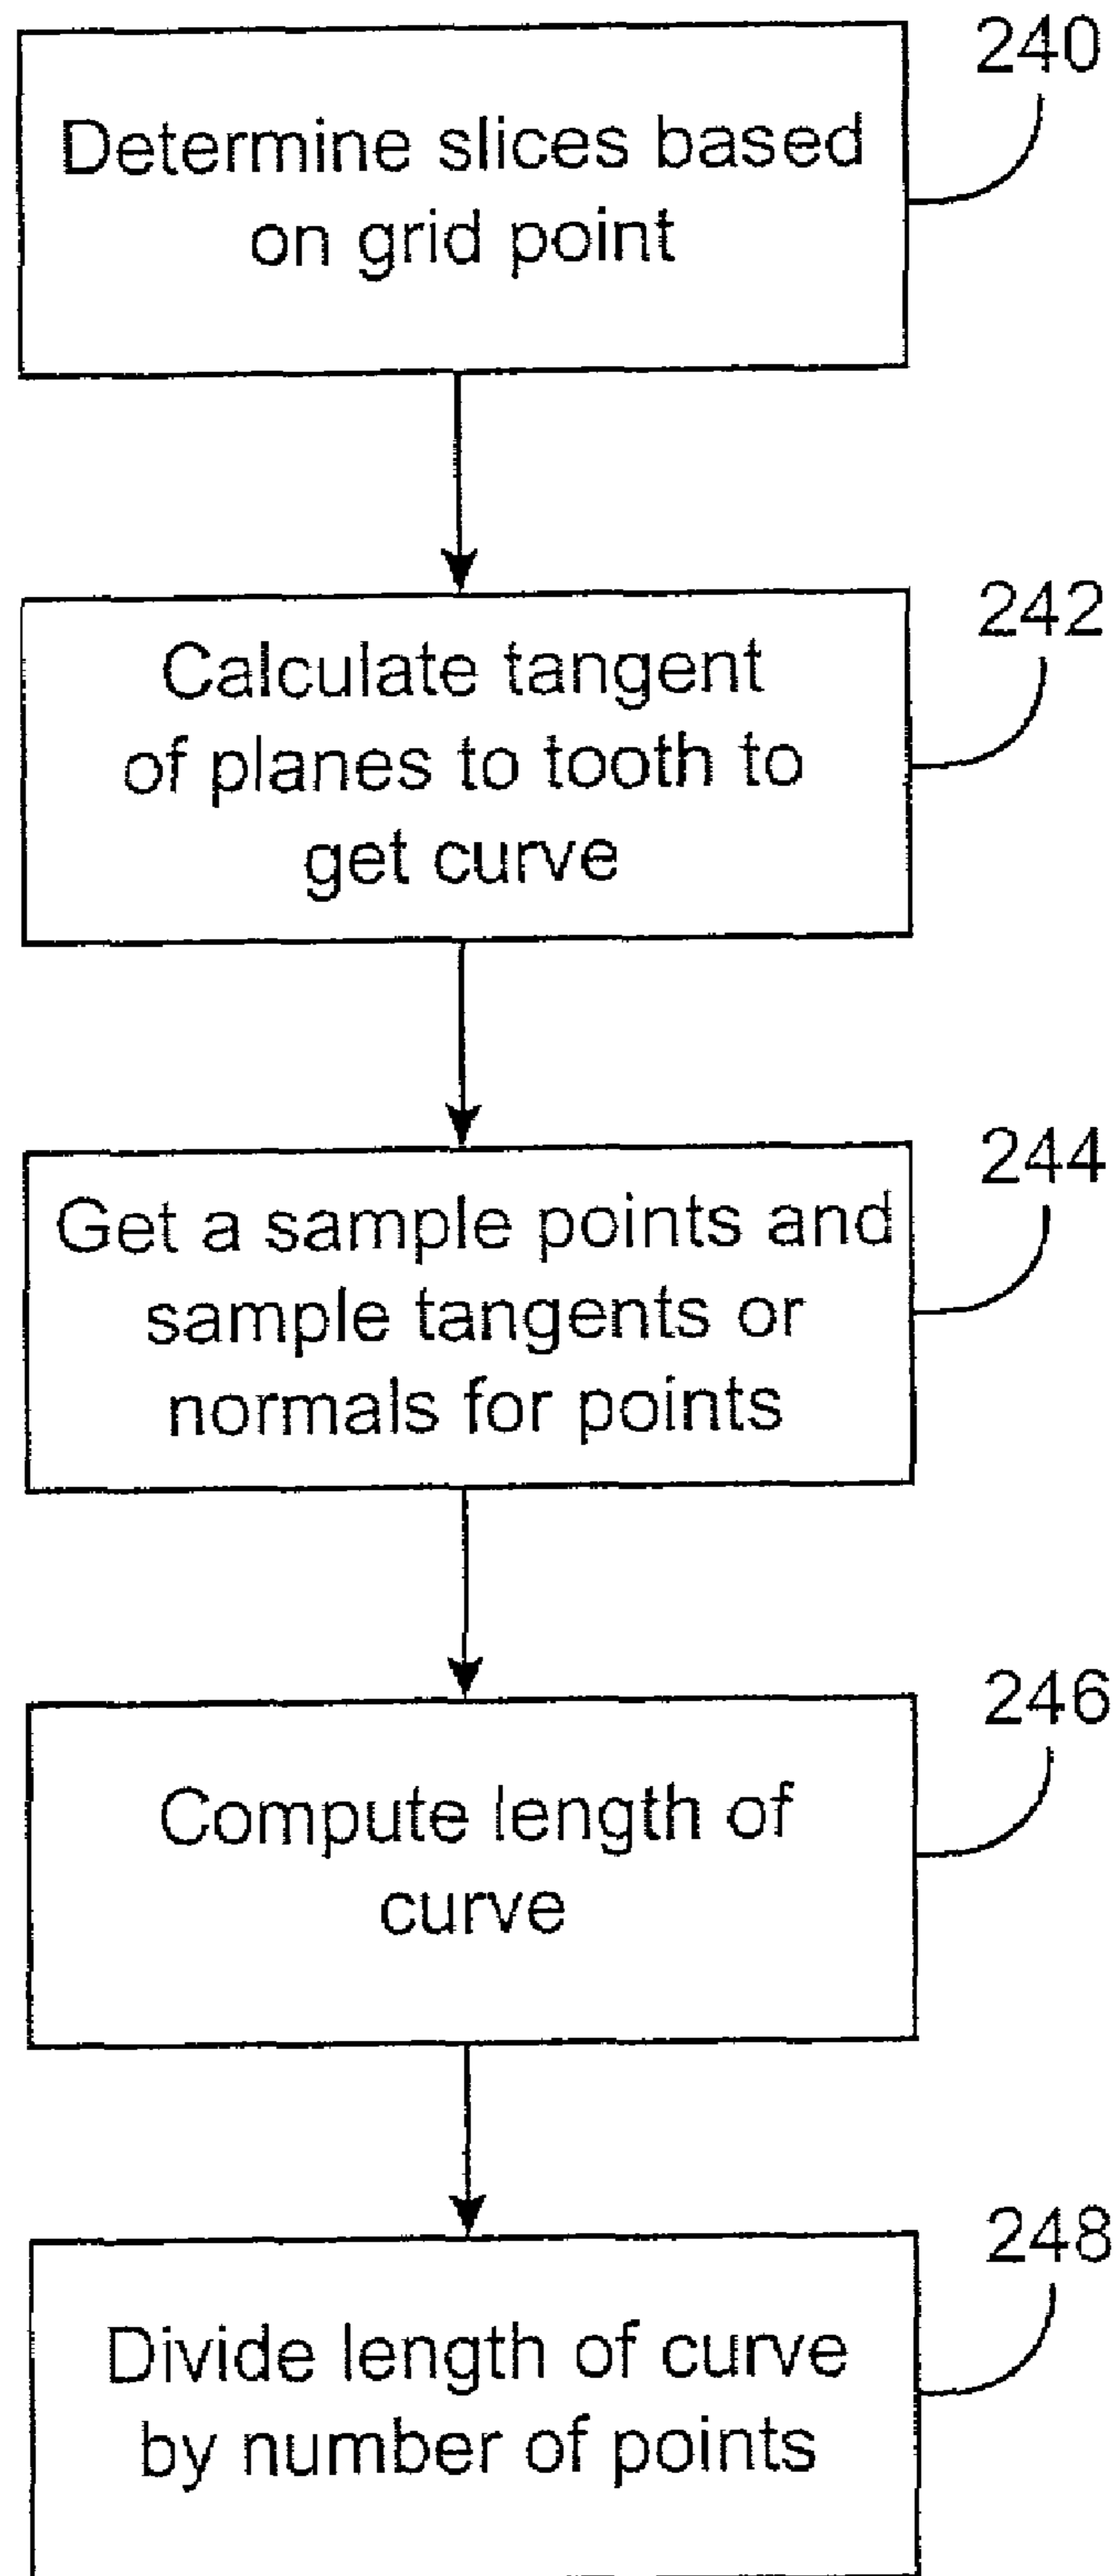 240
Determine slices based
on grid point
242
Calculate tangent
of planes to tooth to
get curve
244
Get a sample points and
sample tangents or
normals for points
246
Compute length of
curve
248
Divide length of curve
by number of points